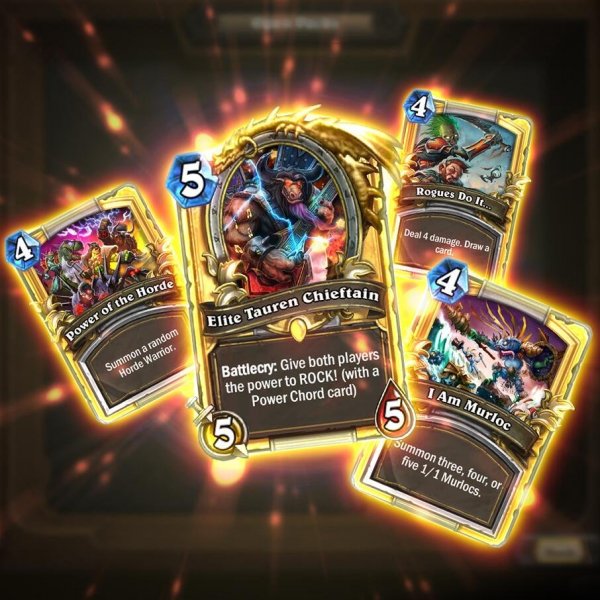 4
Power of the Horde
Summon a random
Horde Warrior.
5
Elite Tauren Chieftain
Battlecry: Give both players
the power to ROCK! (with a
Power Chord card)
5
5
4
Rogues Do It...
Deal 4 damage. Draw a
card.
4
I Am Murloc
Summon three, four, or
five 1/1 Murlocs.